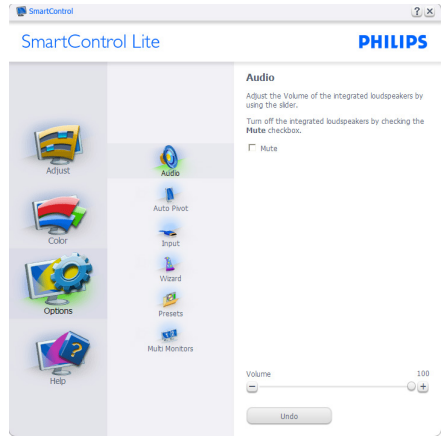 SmartControl
SmartControl Lite
PHILIPS
Adjust
Color
Options
Help
Audio
Auto Pivot
Input
Wizard
Presets
Multi Monitors
Audio
Adjust the Volume of the integrated loudspeakers by
using the slider.
Turn off the integrated loudspeakers by checking the
Mute checkbox.
Mute
Volume 100
Undo